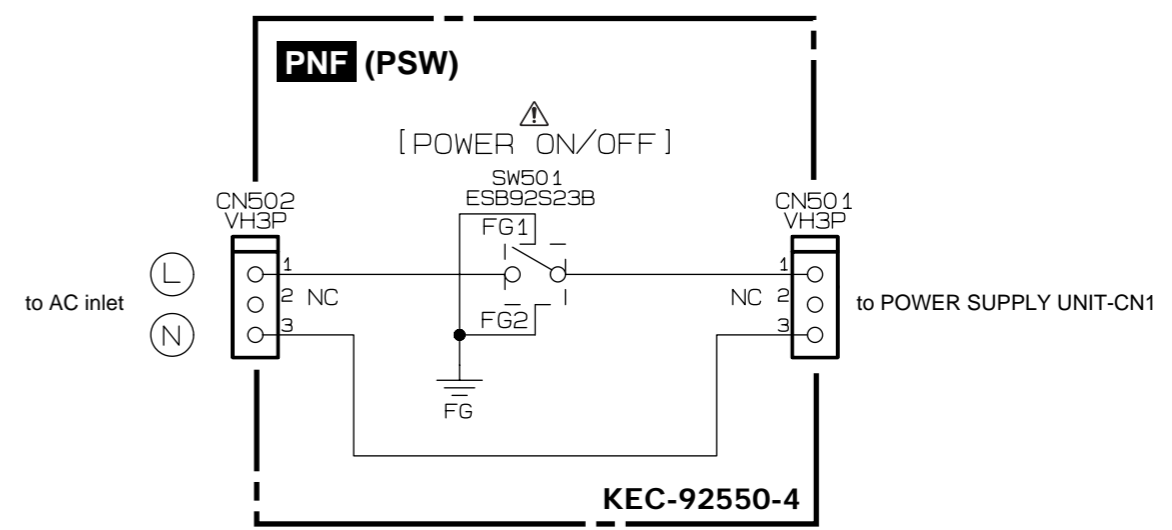 PNF (PSW)
[POWER ON/OFF]
SW501
ESB92S23B
CN502
VH3P
CN501
VH3P
FG1
L
1
1
to AC inlet
2 NC
NC 2
to POWER SUPPLY UNIT-CN1
N
3
FG2
3
FG
KEC-92550-4